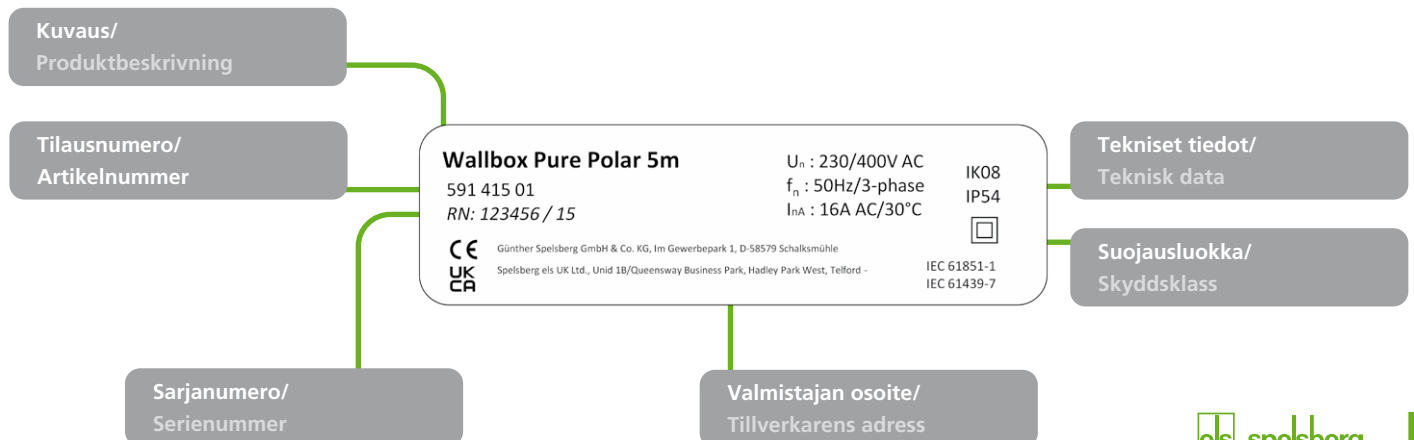 Kuvaus/
Produktbeskrivning
Tilausnumero/
Artikelnummer
Wallbox Pure Polar 5m
591 415 01
RN: 123456 / 15
Uₙ : 230/400V AC
fₙ : 50Hz/3-phase
IₙA : 16A AC/30°C
IK08
IP54
CE
UK
CA
Günther Spelsberg GmbH & Co. KG, Im Gewerbepark 1, D-58579 Schalksmühle
Spelsberg els UK Ltd., Unid 1B/Queensway Business Park, Hadley Park West, Telford -
IEC 61851-1
IEC 61439-7
Tekniset tiedot/
Teknisk data
Suojausluokka/
Skyddsklass
Sarjanumero/
Serienummer
Valmistajan osoite/
Tillverkarens adress
els spelsberg